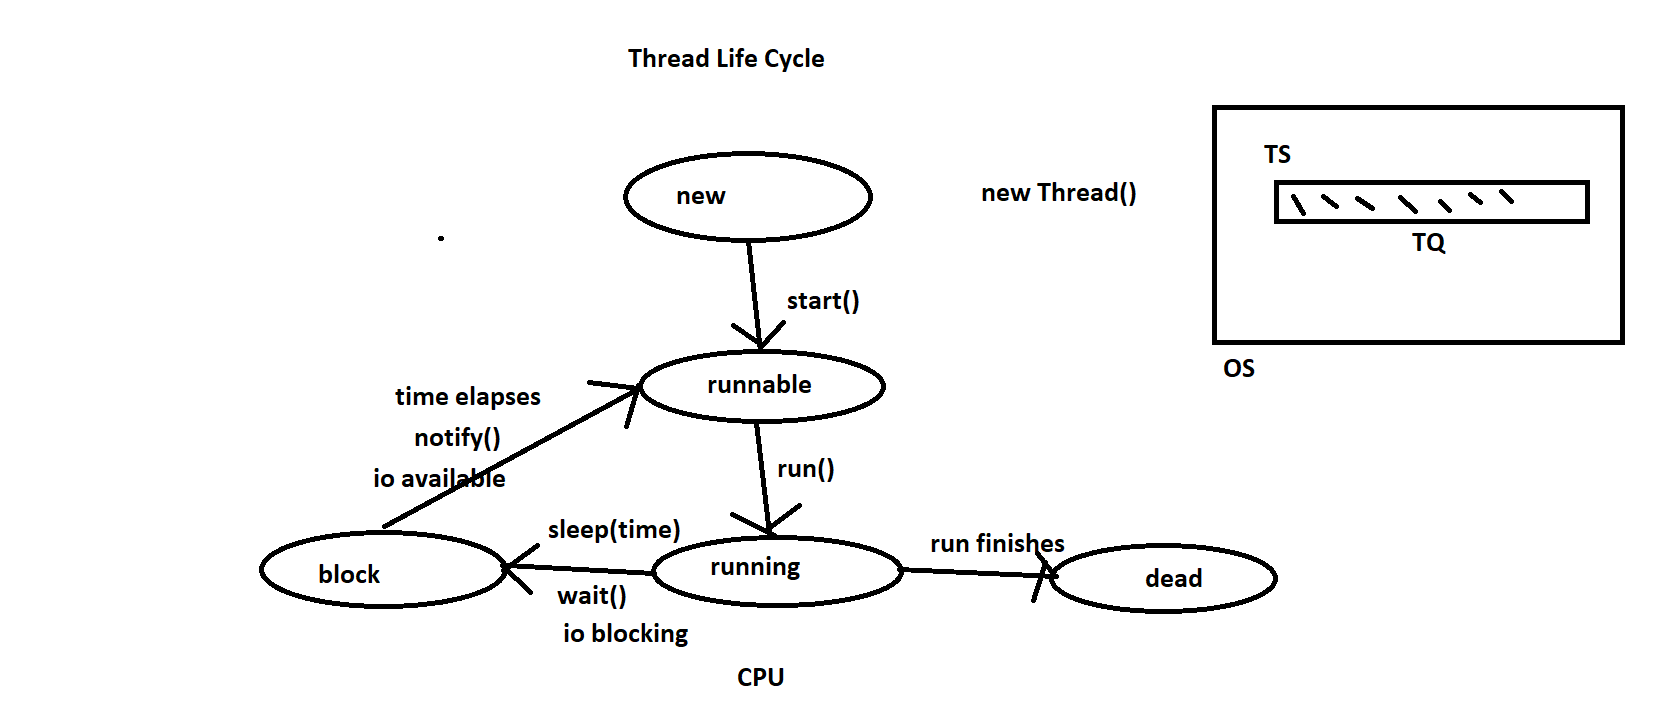 Thread Life Cycle
new
new Thread()
TS
TQ
OS
start()
runnable
time elapses
notify()
io available
run()
sleep(time)
block
wait()
io blocking
running
run finishes
dead
CPU